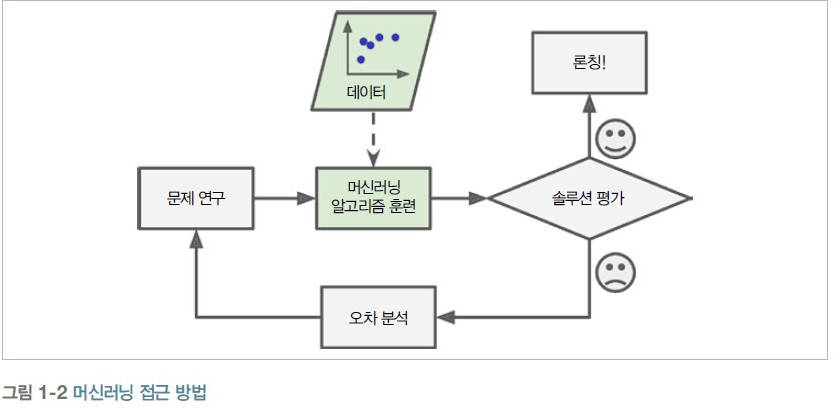 데이터
론칭!
문제 연구
머신러닝
알고리즘 훈련
솔루션 평가
오차 분석
그림 1-2 머신러닝 접근 방법